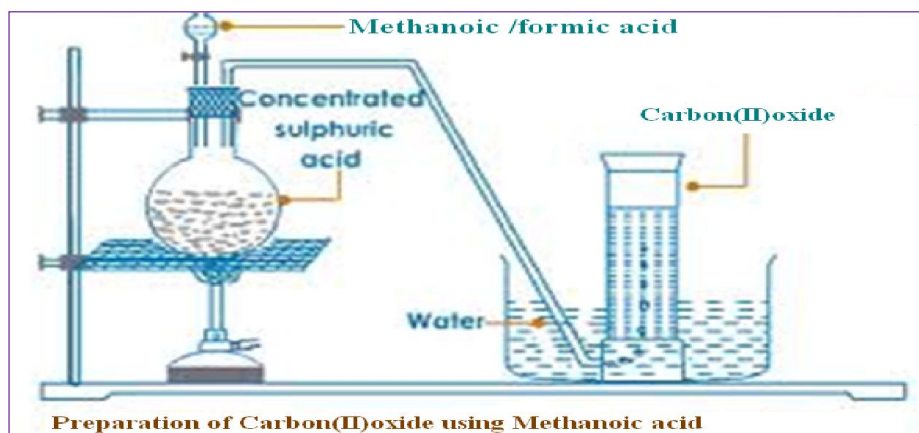 Methanoic /formic acid
Concentrated
sulphuric
acid
Carbon(II)oxide
Water
Preparation of Carbon(II)oxide using Methanoic acid